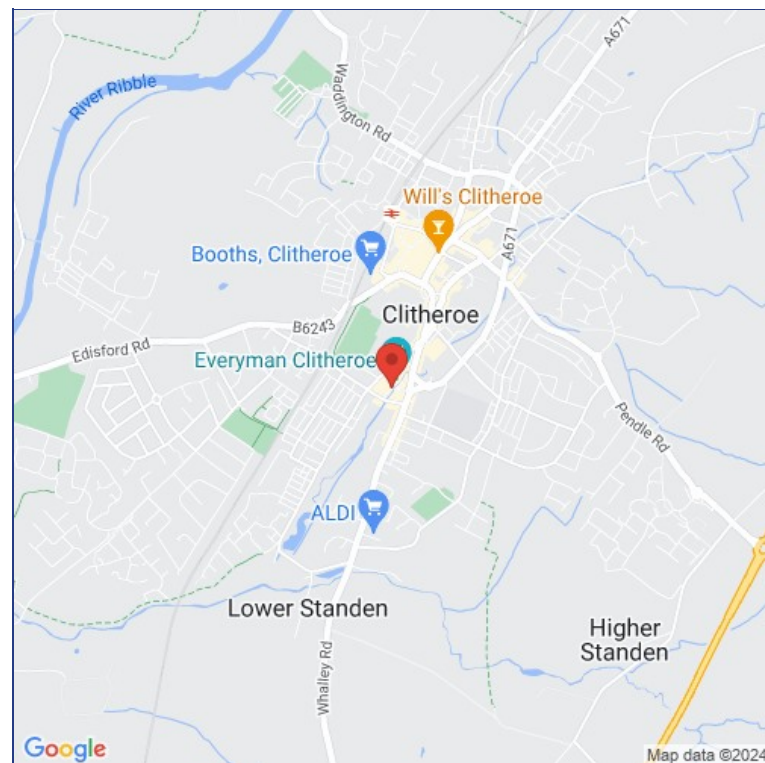 A671
River Ribble
Waddington Rd
Will's Clitheroe
A671
Booths, Clitheroe
Clitheroe
B6243
Edisford Rd
Everyman Clitheroe
Pendle Rd
ALDI
Lower Standen
Higher
Standen
Whalley Rd
Google
Map data ©2024